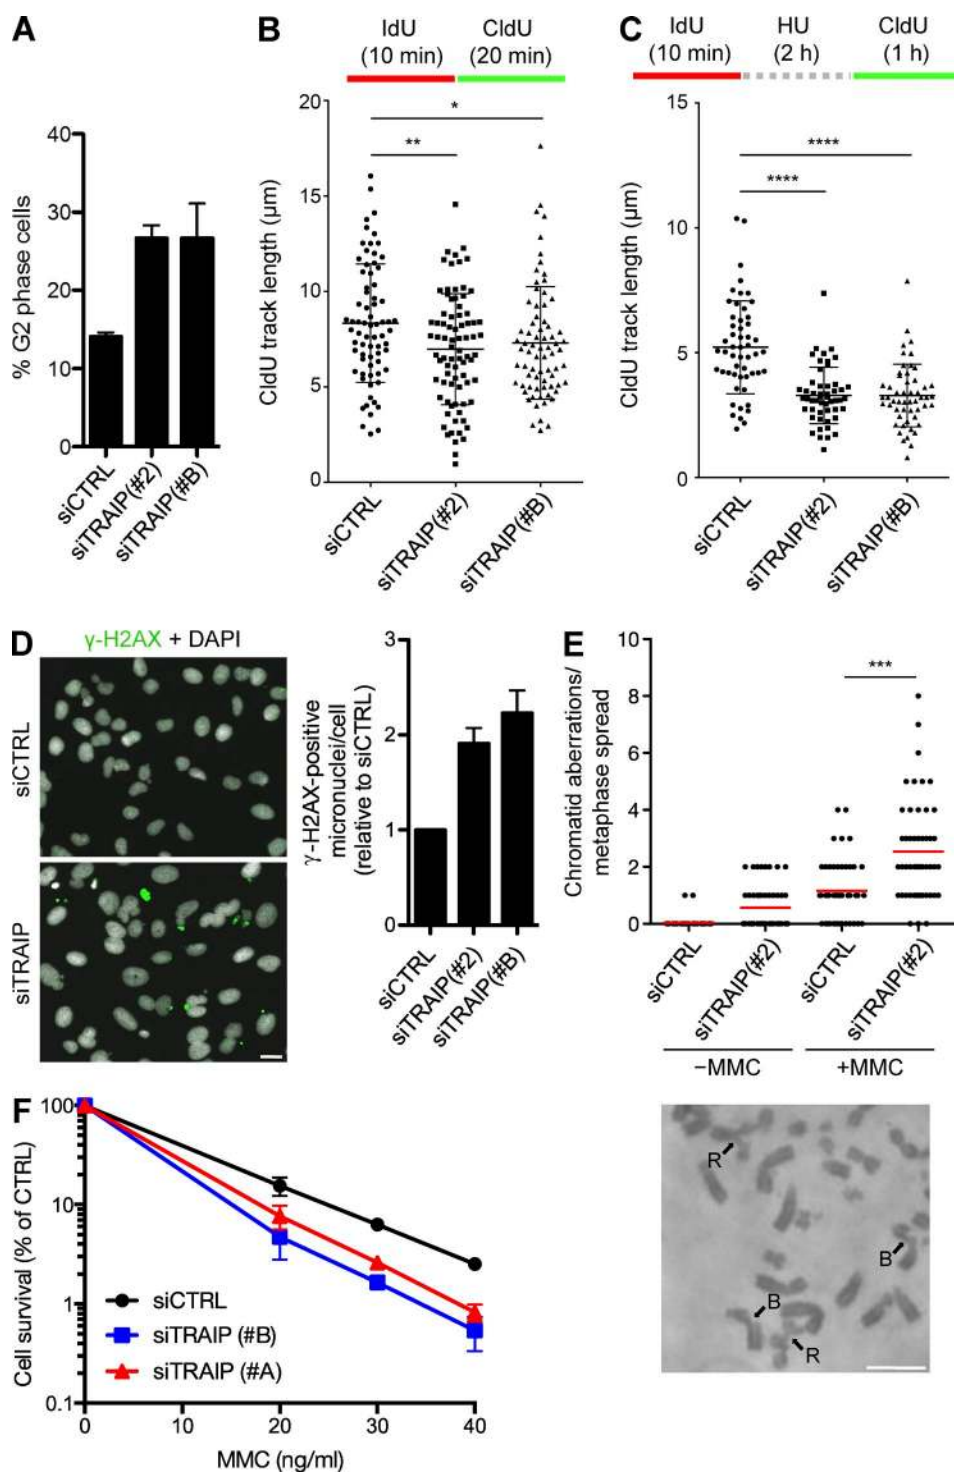 A
% G2 phase cells
40
30
20
10
0
siCTRL
siTRAIP(#2)
siTRAIP(#B)
B
IdU
(10 min)
CldU
(20 min)
CldU track length (μm)
20
15
10
5
0
*
**
siCTRL
siTRAIP(#2)
siTRAIP(#B)
C
IdU
(10 min)
HU
(2 h)
CldU
(1 h)
CldU track length (μm)
15
10
5
0
****
****
siCTRL
siTRAIP(#2)
siTRAIP(#B)
D
γ-H2AX + DAPI
siCTRL
siTRAIP
γ-H2AX-positive
micronuclei/cell
(relative to siCTRL)
3
2
1
0
siCTRL
siTRAIP(#2)
siTRAIP(#B)
E
Chromatid aberrations/
metaphase spread
10
8
6
4
2
0
***
siCTRL
siTRAIP(#2)
siCTRL
siTRAIP(#2)
−MMC
+MMC
R
B
B
R
F
Cell survival (% of CTRL)
100
10
1
0.1
siCTRL
siTRAIP (#B)
siTRAIP (#A)
0
10
20
30
40
MMC (ng/ml)